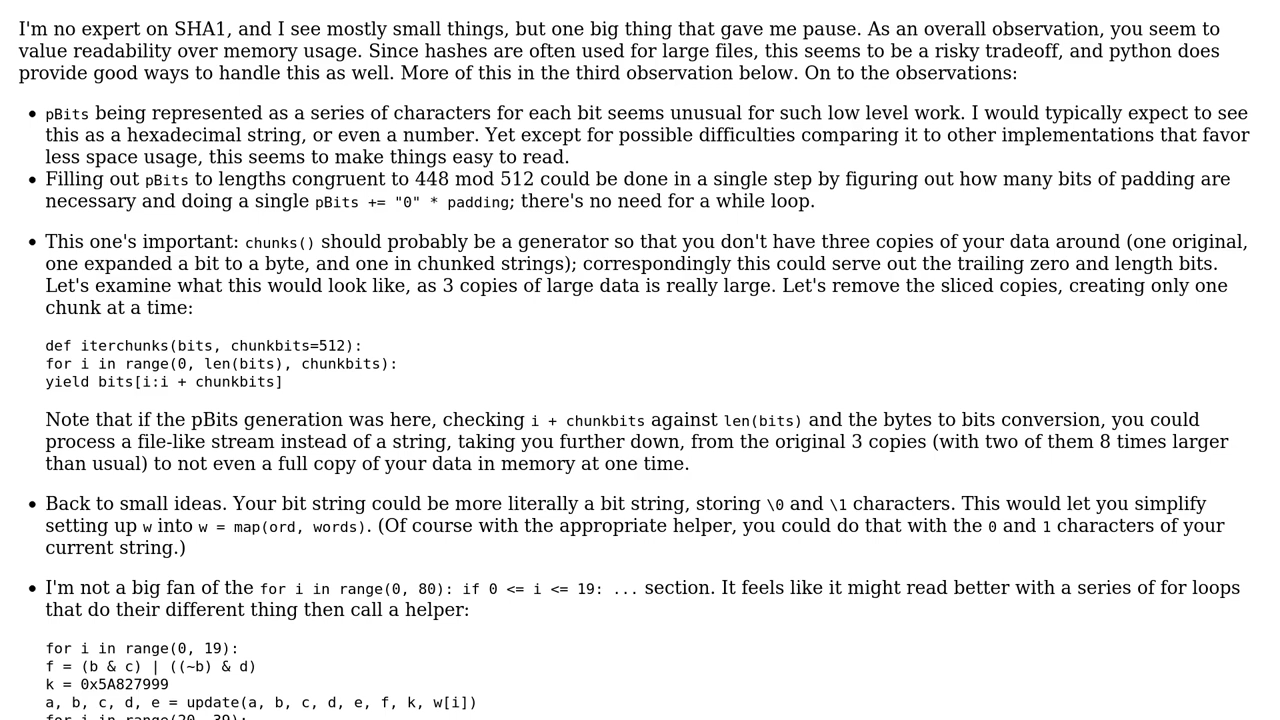 I'm no expert on SHA1, and I see mostly small things, but one big thing that gave me pause. As an overall observation, you seem to
value readability over memory usage. Since hashes are often used for large files, this seems to be a risky tradeoff, and python does
provide good ways to handle this as well. More of this in the third observation below. On to the observations:
• pBits being represented as a series of characters for each bit seems unusual for such low level work. I would typically expect to see
this as a hexadecimal string, or even a number. Yet except for possible difficulties comparing it to other implementations that favor
less space usage, this seems to make things easy to read.
• Filling out pBits to lengths congruent to 448 mod 512 could be done in a single step by figuring out how many bits of padding are
necessary and doing a single pBits += "0" * padding; there's no need for a while loop.
• This one's important: chunks() should probably be a generator so that you don't have three copies of your data around (one original,
one expanded a bit to a byte, and one in chunked strings); correspondingly this could serve out the trailing zero and length bits.
Let's examine what this would look like, as 3 copies of large data is really large. Let's remove the sliced copies, creating only one
chunk at a time:
def iterchunks(bits, chunkbits=512):
for i in range(0, len(bits), chunkbits):
yield bits[i:i + chunkbits]
Note that if the pBits generation was here, checking i + chunkbits against len(bits) and the bytes to bits conversion, you could
process a file-like stream instead of a string, taking you further down, from the original 3 copies (with two of them 8 times larger
than usual) to not even a full copy of your data in memory at one time.
• Back to small ideas. Your bit string could be more literally a bit string, storing \0 and \1 characters. This would let you simplify
setting up w into w = map(ord, words). (Of course with the appropriate helper, you could do that with the 0 and 1 characters of your
current string.)
• I'm not a big fan of the for i in range(0, 80): if 0 <= i <= 19: ... section. It feels like it might read better with a series of for loops
that do their different thing then call a helper:
for i in range(0, 19):
f = (b & c) | ((~b) & d)
k = 0x5A827999
a, b, c, d, e = update(a, b, c, d, e, f, k, w[i])
for i in range(20, 39):